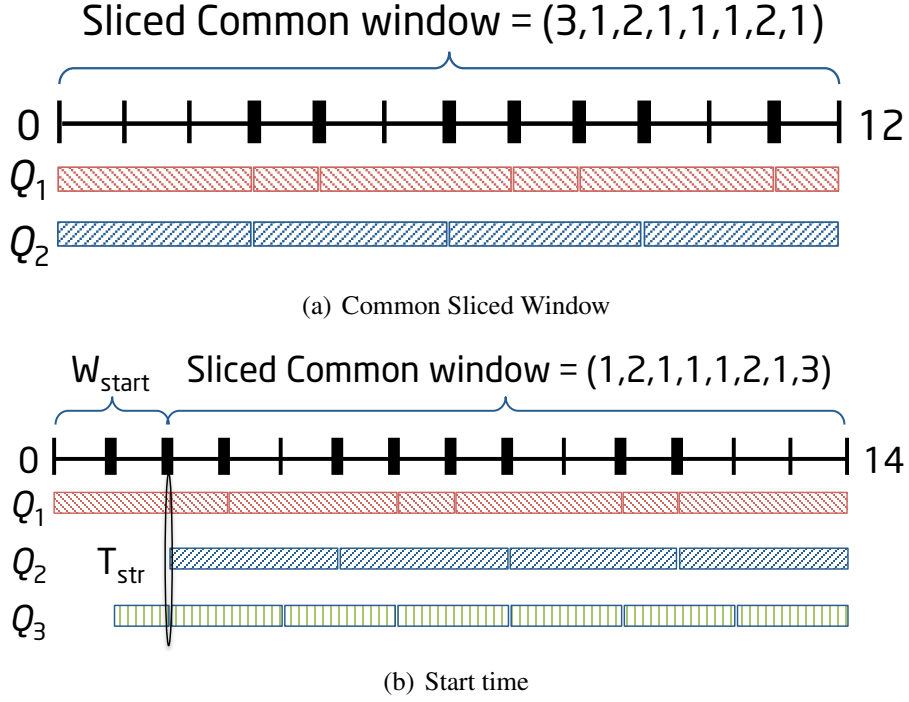 Sliced Common window = (3,1,2,1,1,1,2,1)
0 12
Q1
Q2
(a) Common Sliced Window
Wstart Sliced Common window = (1,2,1,1,1,2,1,3)
0 14
Q1
Q2 Tstr
Q3
(b) Start time